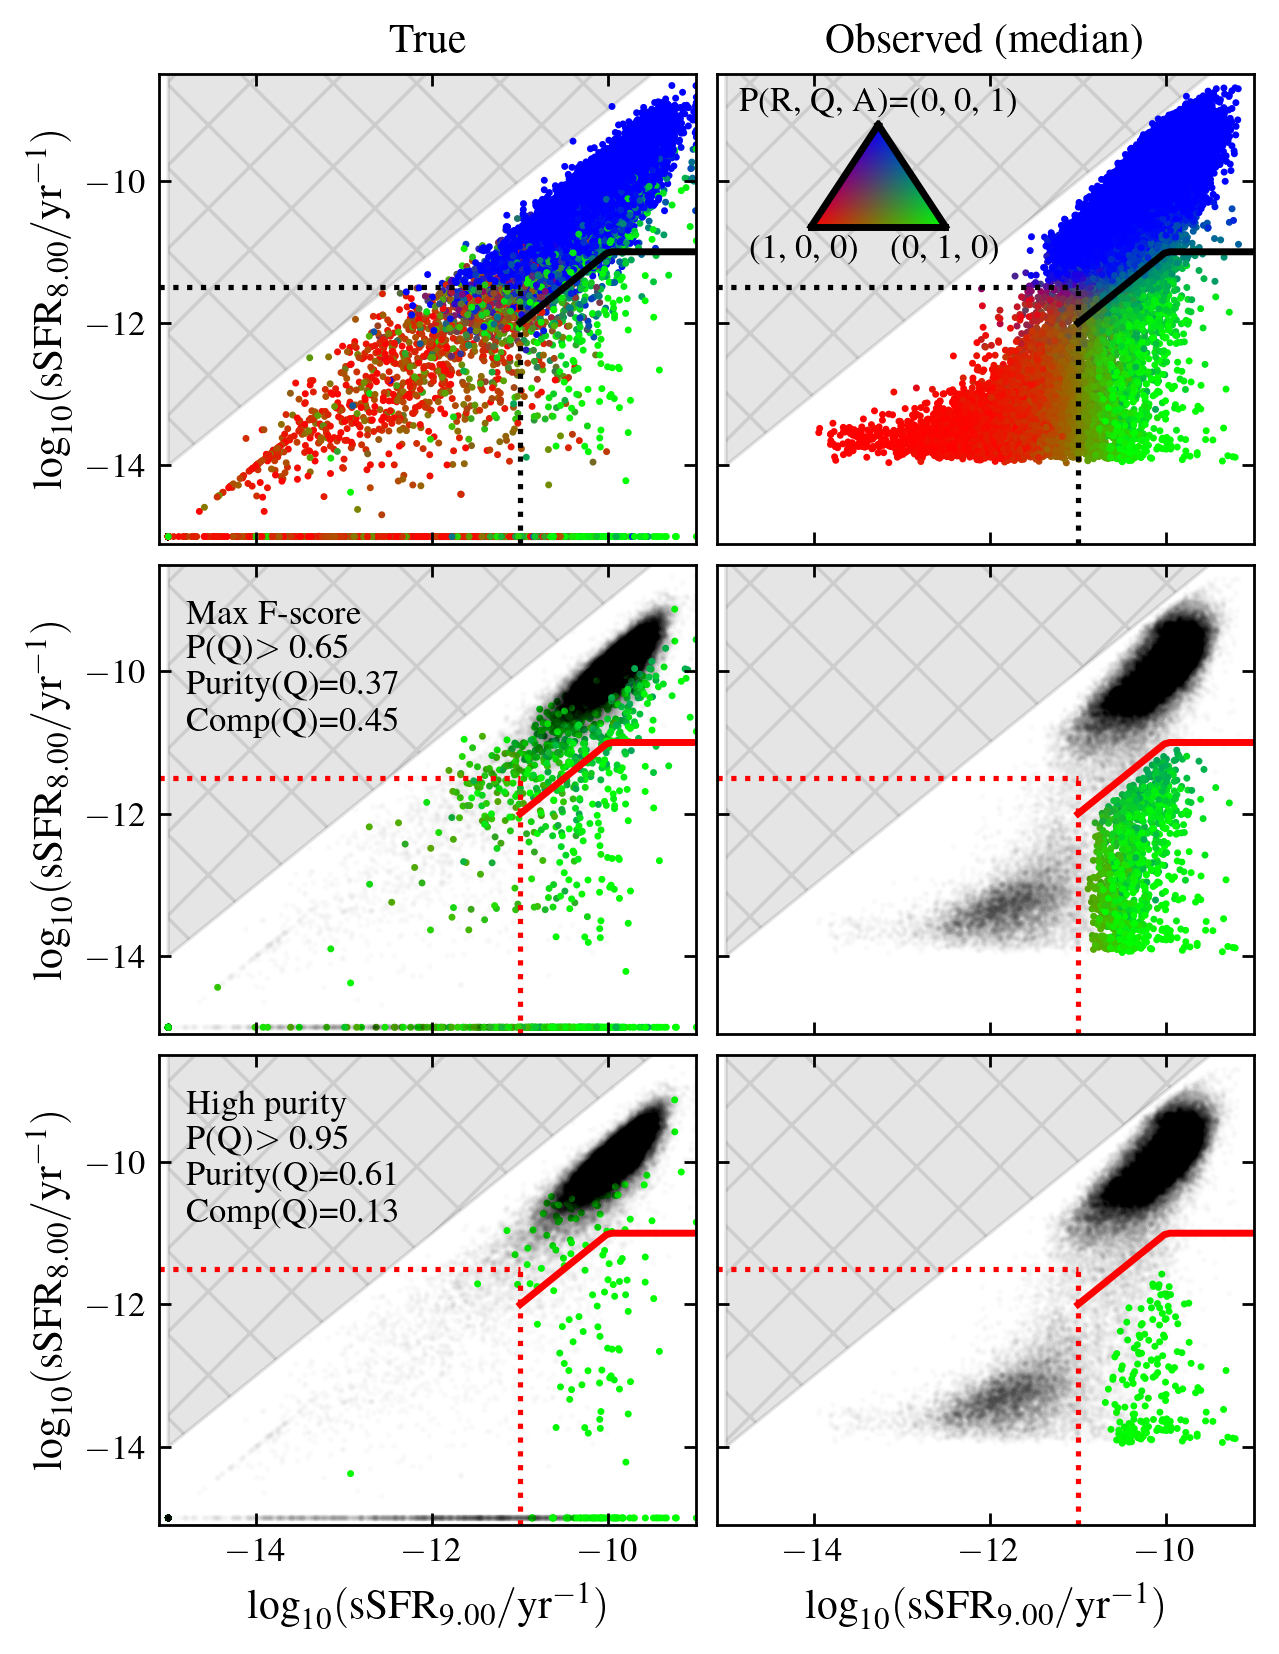 True
Observed (median)
P(R, Q, A)=(0, 0, 1)
(1, 0, 0)
(0, 1, 0)
log₁₀(sSFR₈.₀₀/yr⁻¹)
−10
−12
−14
Max F-score
P(Q)> 0.65
Purity(Q)=0.37
Comp(Q)=0.45
log₁₀(sSFR₈.₀₀/yr⁻¹)
−10
−12
−14
High purity
P(Q)> 0.95
Purity(Q)=0.61
Comp(Q)=0.13
log₁₀(sSFR₈.₀₀/yr⁻¹)
−10
−12
−14
−14 −12 −10
−14 −12 −10
log₁₀(sSFR₉.₀₀/yr⁻¹)
log₁₀(sSFR₉.₀₀/yr⁻¹)